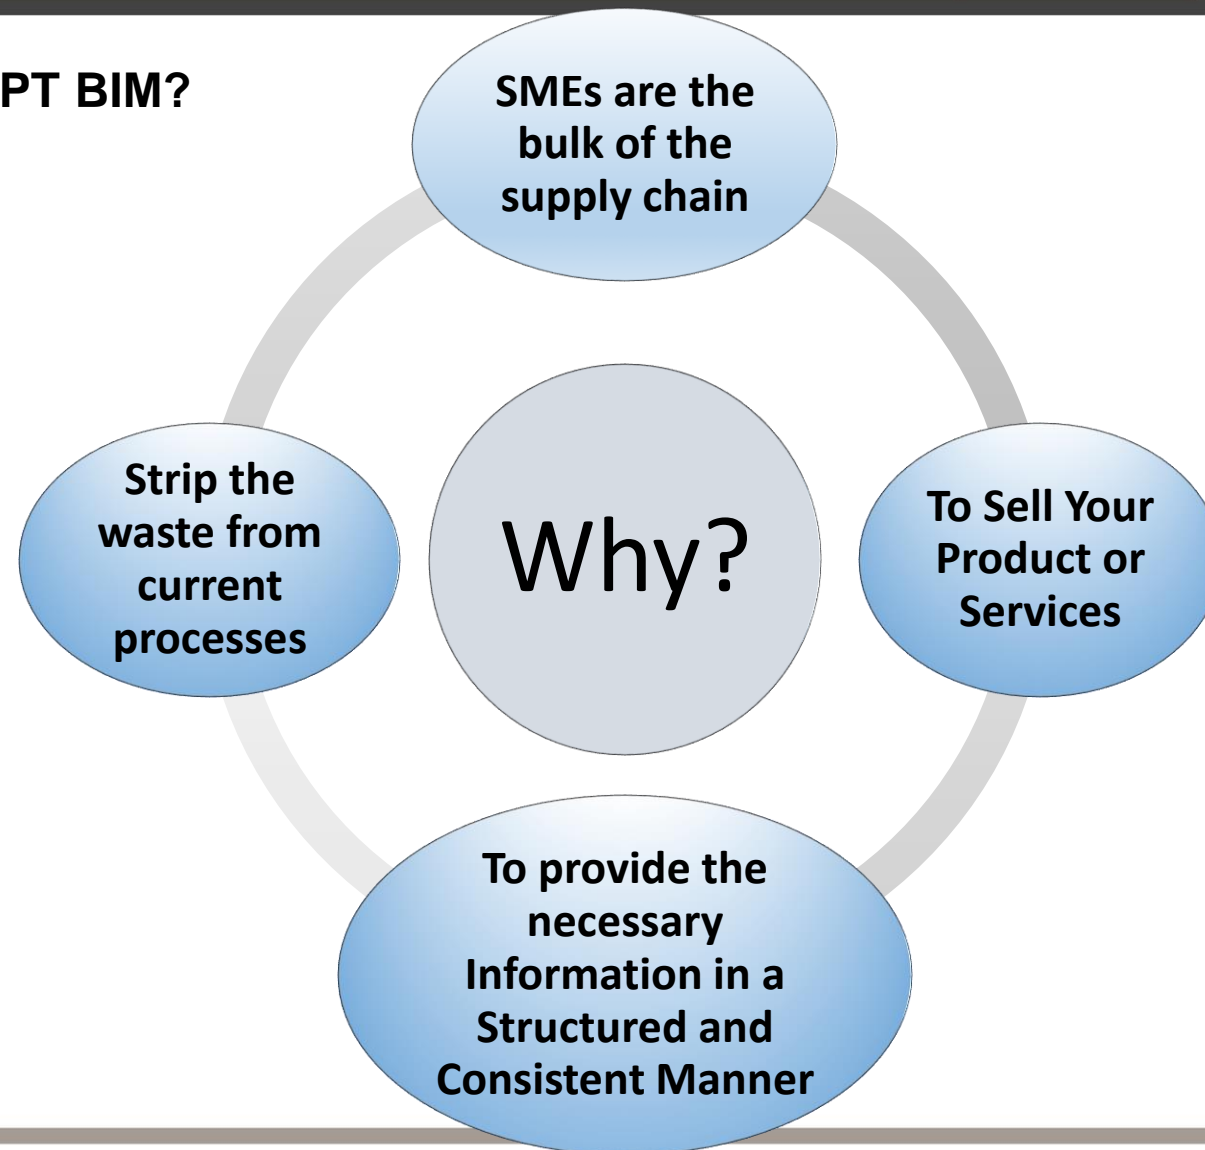 PT BIM?
SMEs are the
bulk of the
supply chain
Strip the
waste from
current
processes
Why?
To Sell Your
Product or
Services
To provide the
necessary
Information in a
Structured and
Consistent Manner